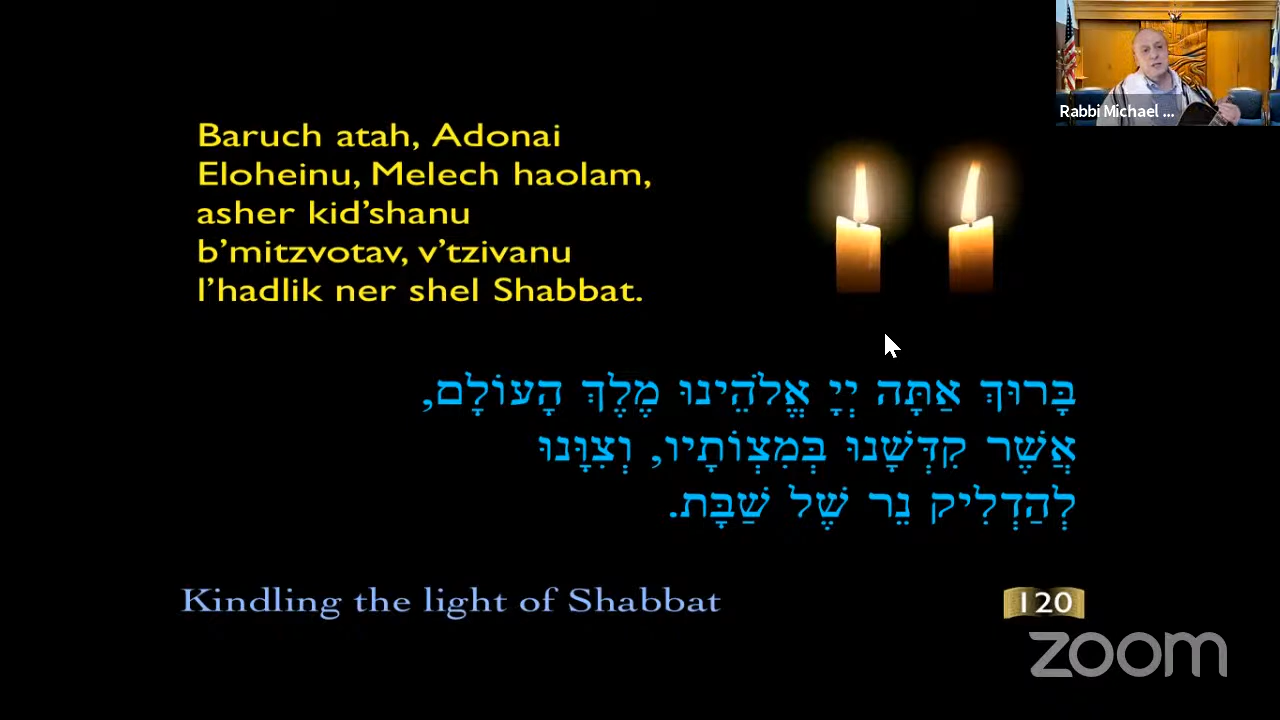 Rabbi Michael ...
Baruch atah, Adonai
Eloheinu, Melech haolam,
asher kid’shanu
b’mitzvotav, v’tzivanu
l’hadlik ner shel Shabbat.
בָּרוּךְ אַתָּה יְיָ אֱלֹהֵינוּ מֶלֶךְ הָעוֹלָם,
אֲשֶׁר קִדְּשָׁנוּ בְּמִצְוֹתָיו, וְצִוָּנוּ
לְהַדְלִיק נֵר שֶׁל שַׁבָּת.
Kindling the light of Shabbat
120
zoom